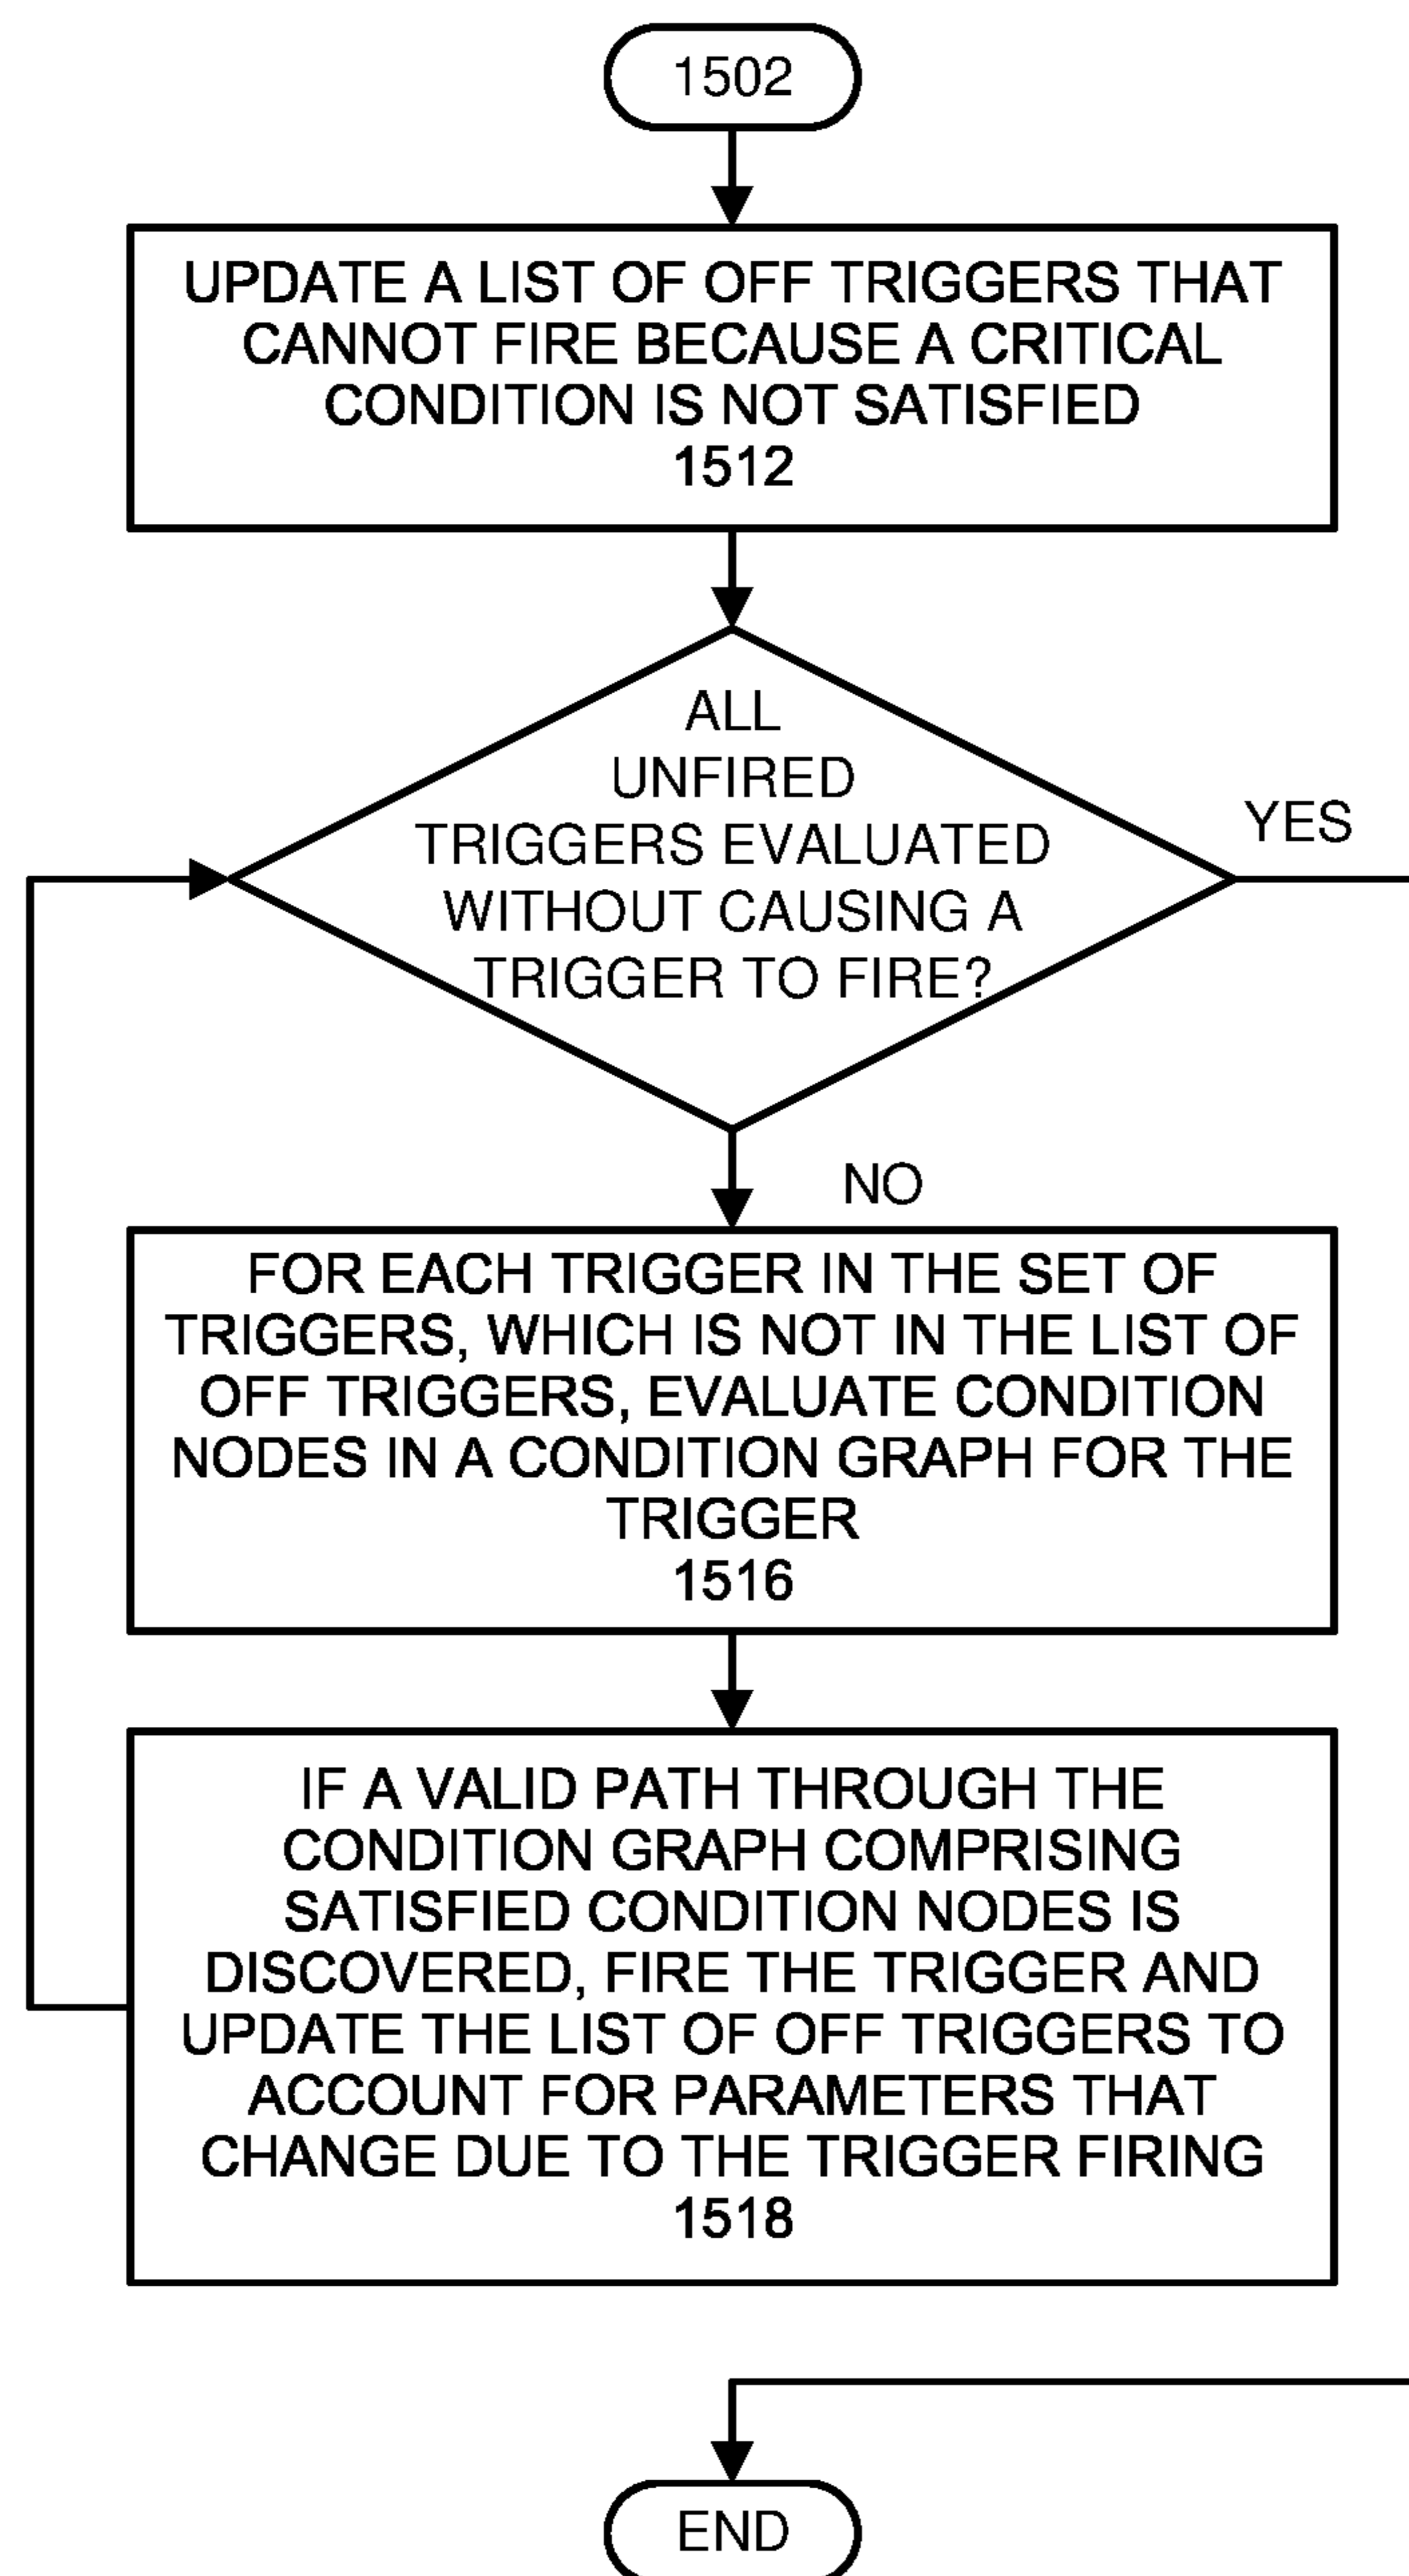 1502
UPDATE A LIST OF OFF TRIGGERS THAT
CANNOT FIRE BECAUSE A CRITICAL
CONDITION IS NOT SATISFIED
1512
ALL
UNFIRED
TRIGGERS EVALUATED
WITHOUT CAUSING A
TRIGGER TO FIRE?
YES
NO
FOR EACH TRIGGER IN THE SET OF
TRIGGERS, WHICH IS NOT IN THE LIST OF
OFF TRIGGERS, EVALUATE CONDITION
NODES IN A CONDITION GRAPH FOR THE
TRIGGER
1516
IF A VALID PATH THROUGH THE
CONDITION GRAPH COMPRISING
SATISFIED CONDITION NODES IS
DISCOVERED, FIRE THE TRIGGER AND
UPDATE THE LIST OF OFF TRIGGERS TO
ACCOUNT FOR PARAMETERS THAT
CHANGE DUE TO THE TRIGGER FIRING
1518
END